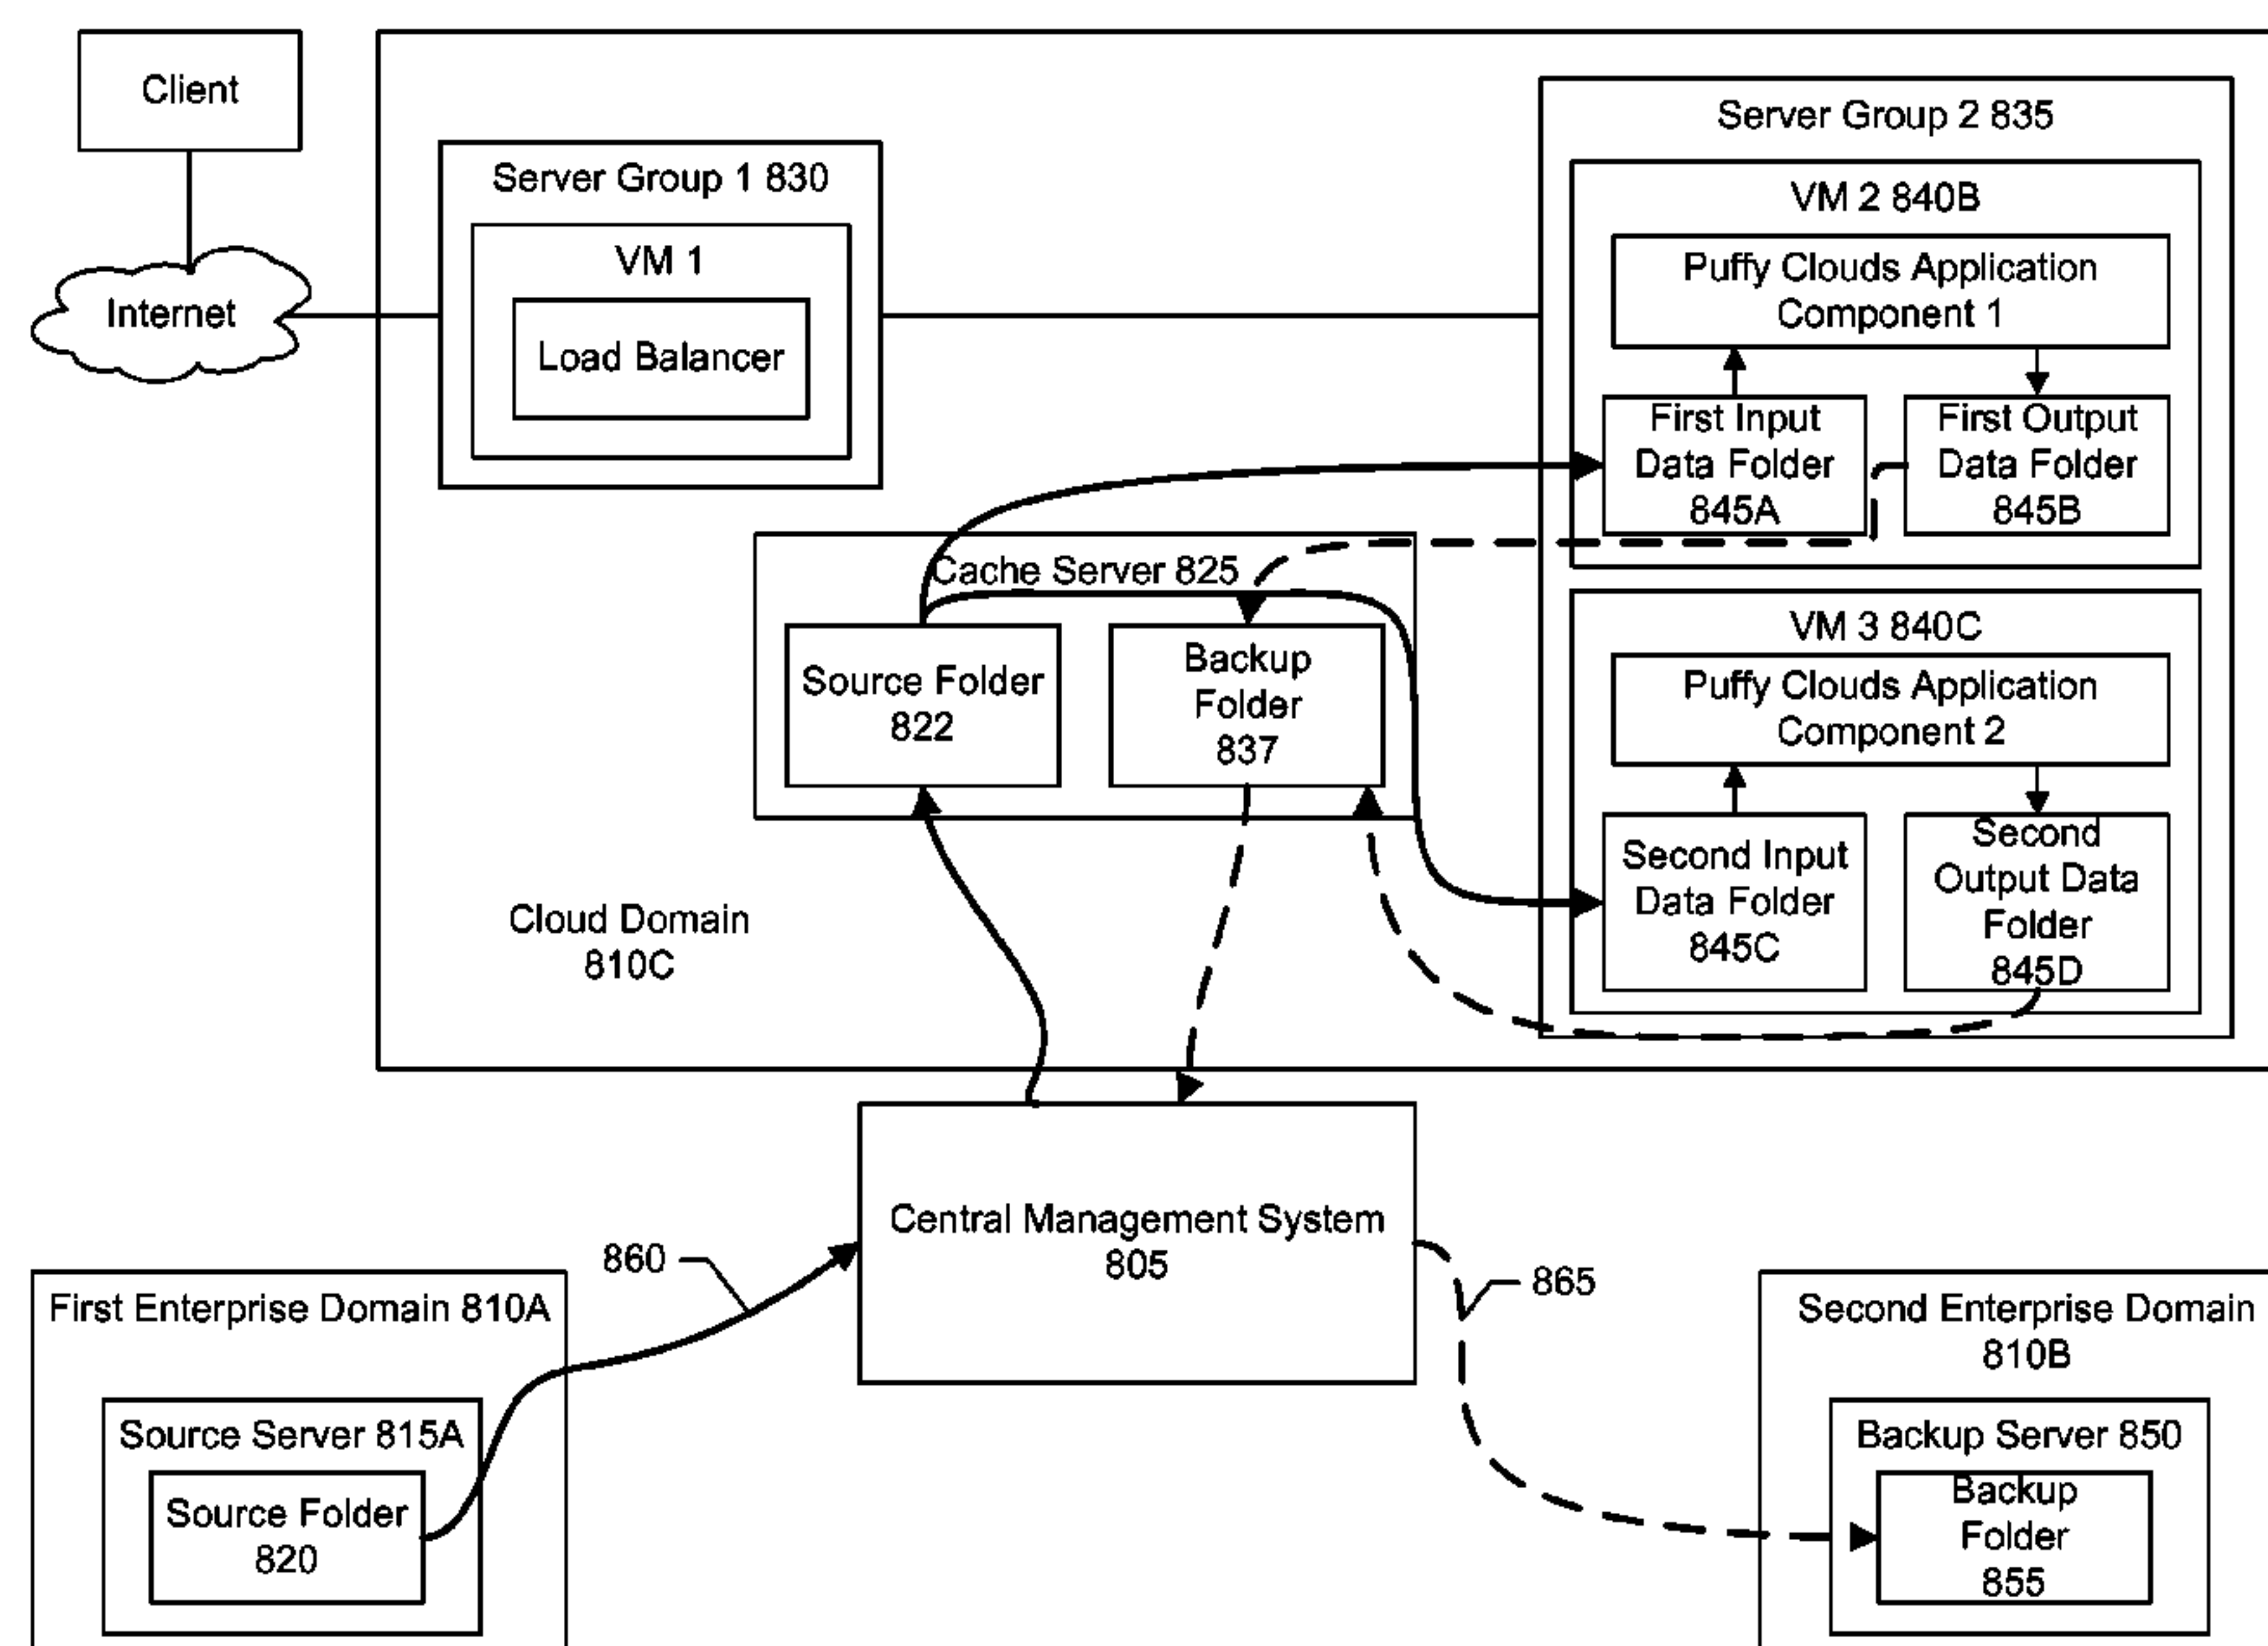 Client
Internet
Server Group 1 830
VM 1
Load Balancer
Server Group 2 835
VM 2 840B
Puffy Clouds Application
Component 1
First Input
Data Folder
845A
First Output
Data Folder
845B
Cache Server 825
Source Folder
822
Backup
Folder
837
VM 3 840C
Puffy Clouds Application
Component 2
Second Input
Data Folder
845C
Second
Output Data
Folder
845D
Cloud Domain
810C
Central Management System
805
860
865
First Enterprise Domain 810A
Source Server 815A
Source Folder
820
Second Enterprise Domain
810B
Backup Server 850
Backup
Folder
855